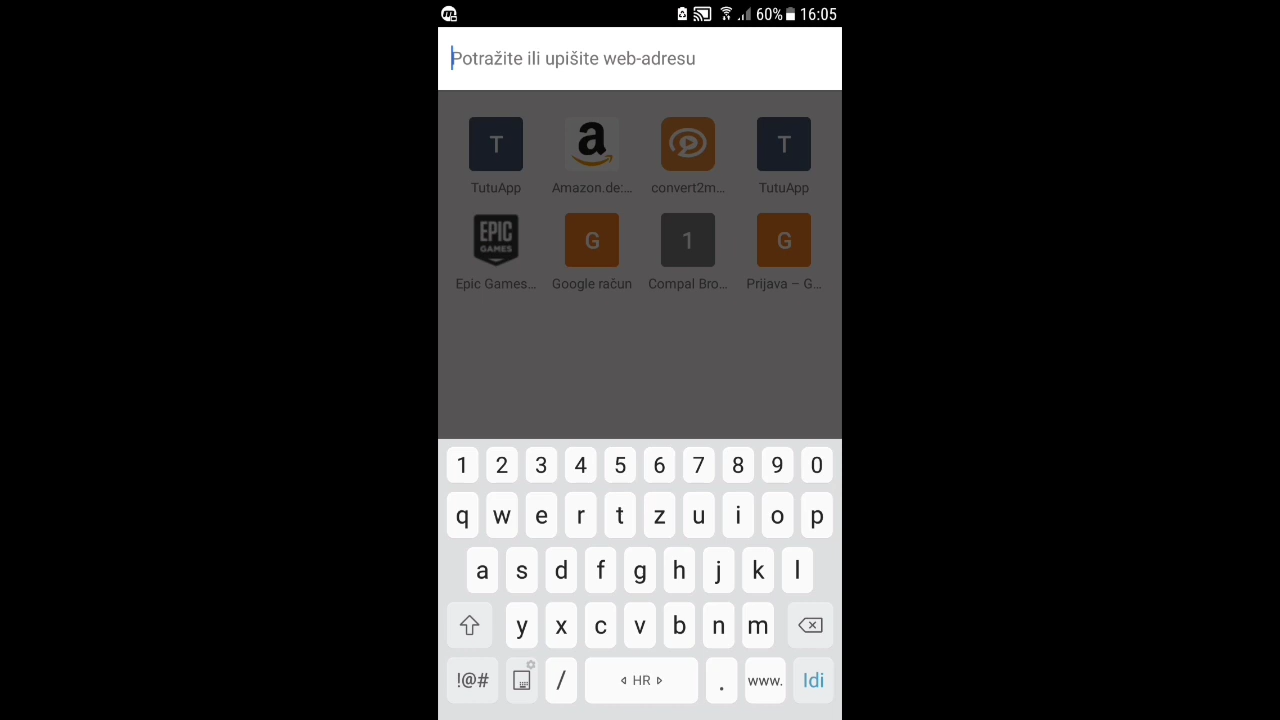 60% 16:05
Potražite ili upišite web-adresu
T a T
TutuApp Amazon.de:... convert2m... TutuApp
EPIC GAMES G 1 G
Epic Games... Google račun Compal Bro... Prijava – G...
1 2 3 4 5 6 7 8 9 0
q w e r t z u i o p
a s d f g h j k l
y x c v b n m
!@# / HR . www. Idi